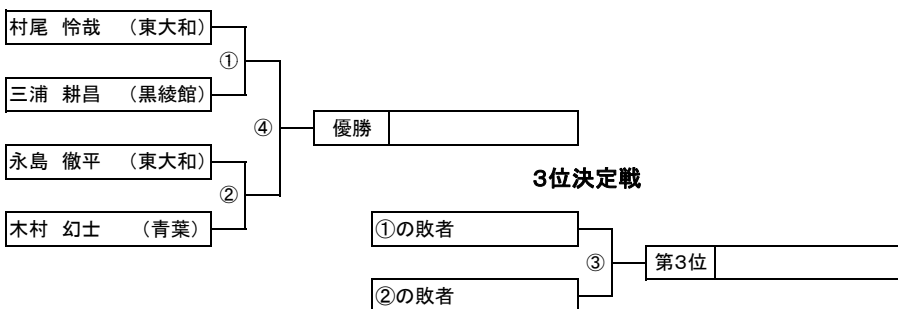 村尾 怜哉 （東大和）
①
三浦 耕昌 （黒綾館）
④
優勝
永島 徹平 （東大和）
②
3位決定戦
木村 幻士 （青葉）
①の敗者
③
第3位
②の敗者